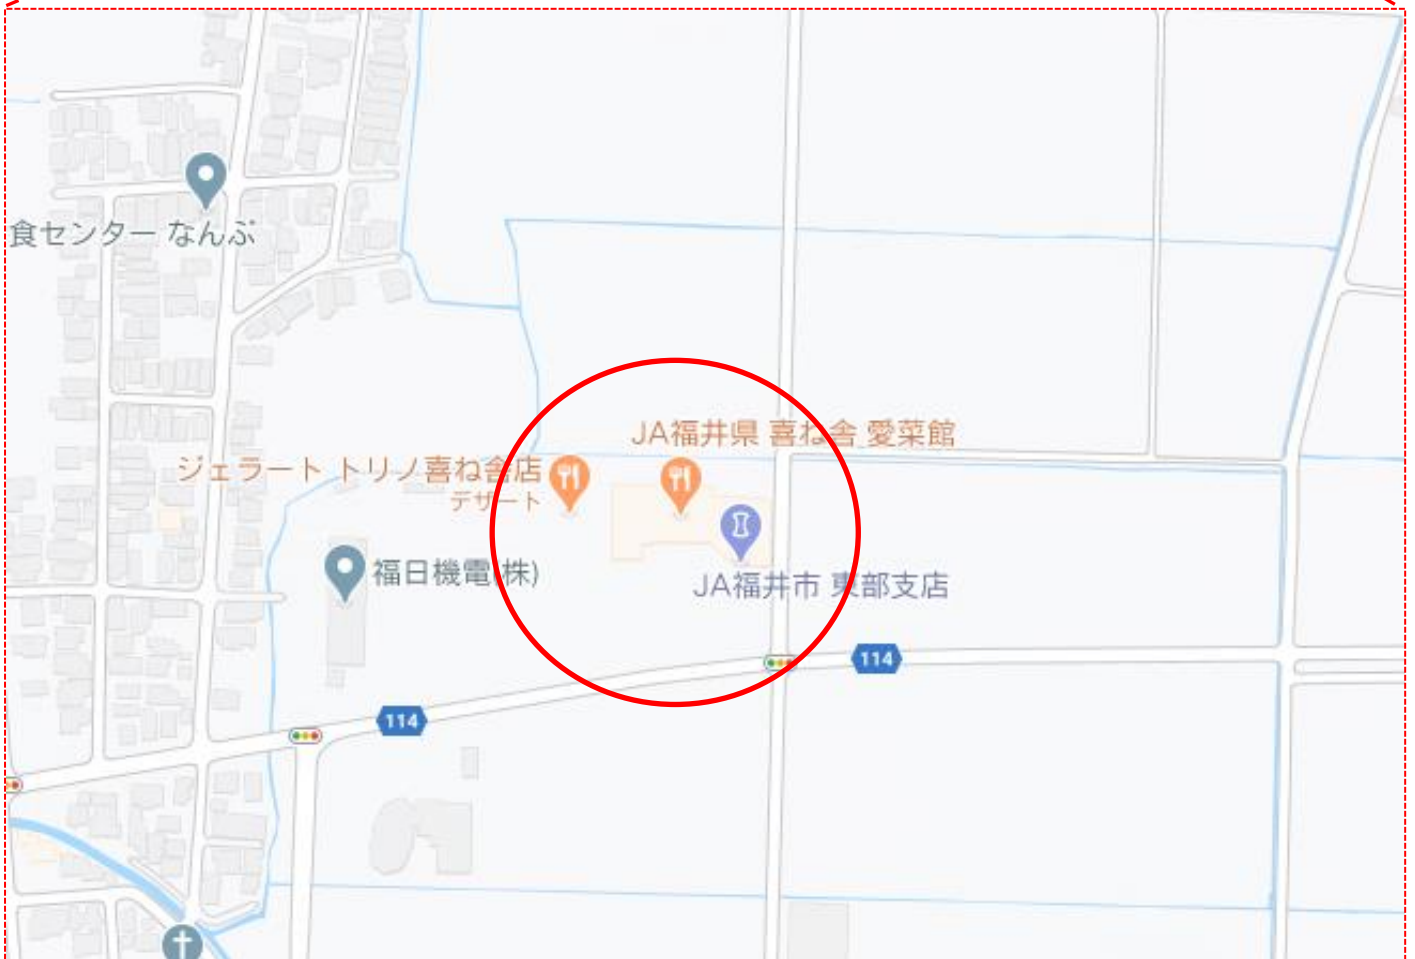 食センター なんぶ
JA福井県 喜ね舎 愛菜館
ジェラート トリノ喜ね舎店
デザート
福日機電(株)
JA福井市 東部支店
114
114